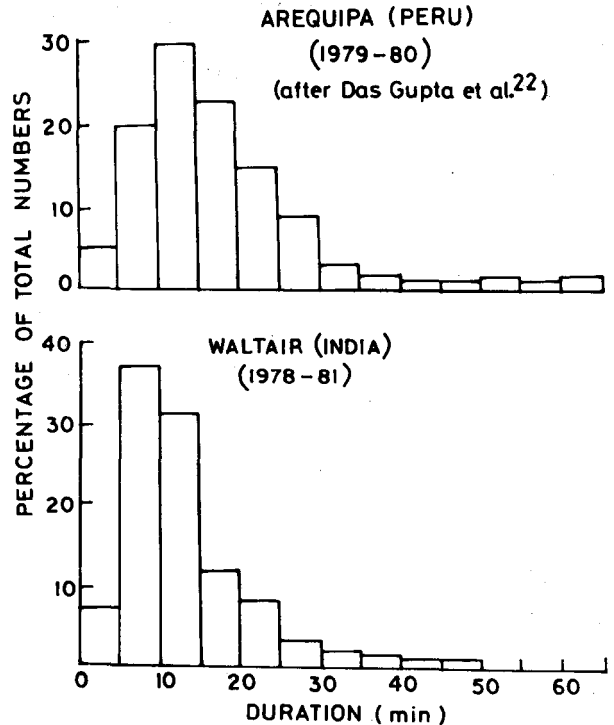 AREQUIPA (PERU)
(1979-80)
(after Das Gupta et al.22)
30
20
10
0
PERCENTAGE OF TOTAL NUMBERS
WALTAIR (INDIA)
(1978-81)
40
30
20
10
0 10 20 30 40 50 60
DURATION (min)